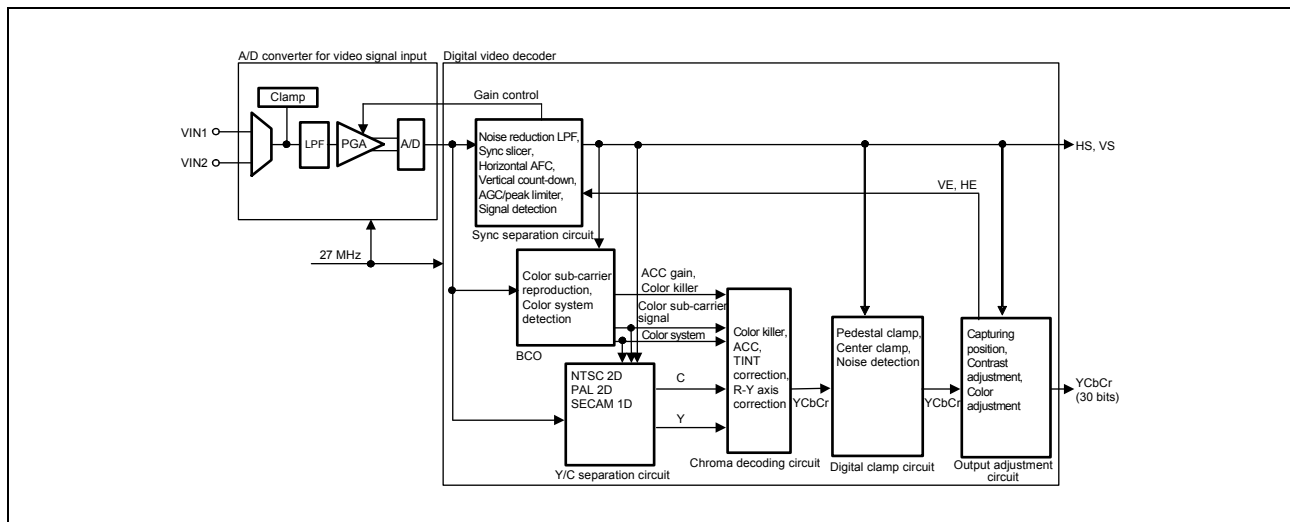 A/D converter for video signal input
Digital video decoder
Clamp
VIN1
VIN2
LPF
PGA
A/D
Gain control
Noise reduction LPF,
Sync slicer,
Horizontal AFC,
Vertical count-down,
AGC/peak limiter,
Signal detection
Sync separation circuit
HS, VS
VE, HE
27 MHz
Color sub-carrier
reproduction,
Color system
detection
BCO
ACC gain,
Color killer
Color sub-carrier
signal
Color system
NTSC 2D
PAL 2D
SECAM 1D
Y/C separation circuit
C
Y
Color killer,
ACC,
TINT
correction,
R-Y axis
correction
Chroma decoding circuit
YCbCr
Pedestal clamp,
Center clamp,
Noise detection
Digital clamp circuit
YCbCr
Capturing
position,
Contrast
adjustment,
Color
adjustment
Output adjustment
circuit
YCbCr
(30 bits)